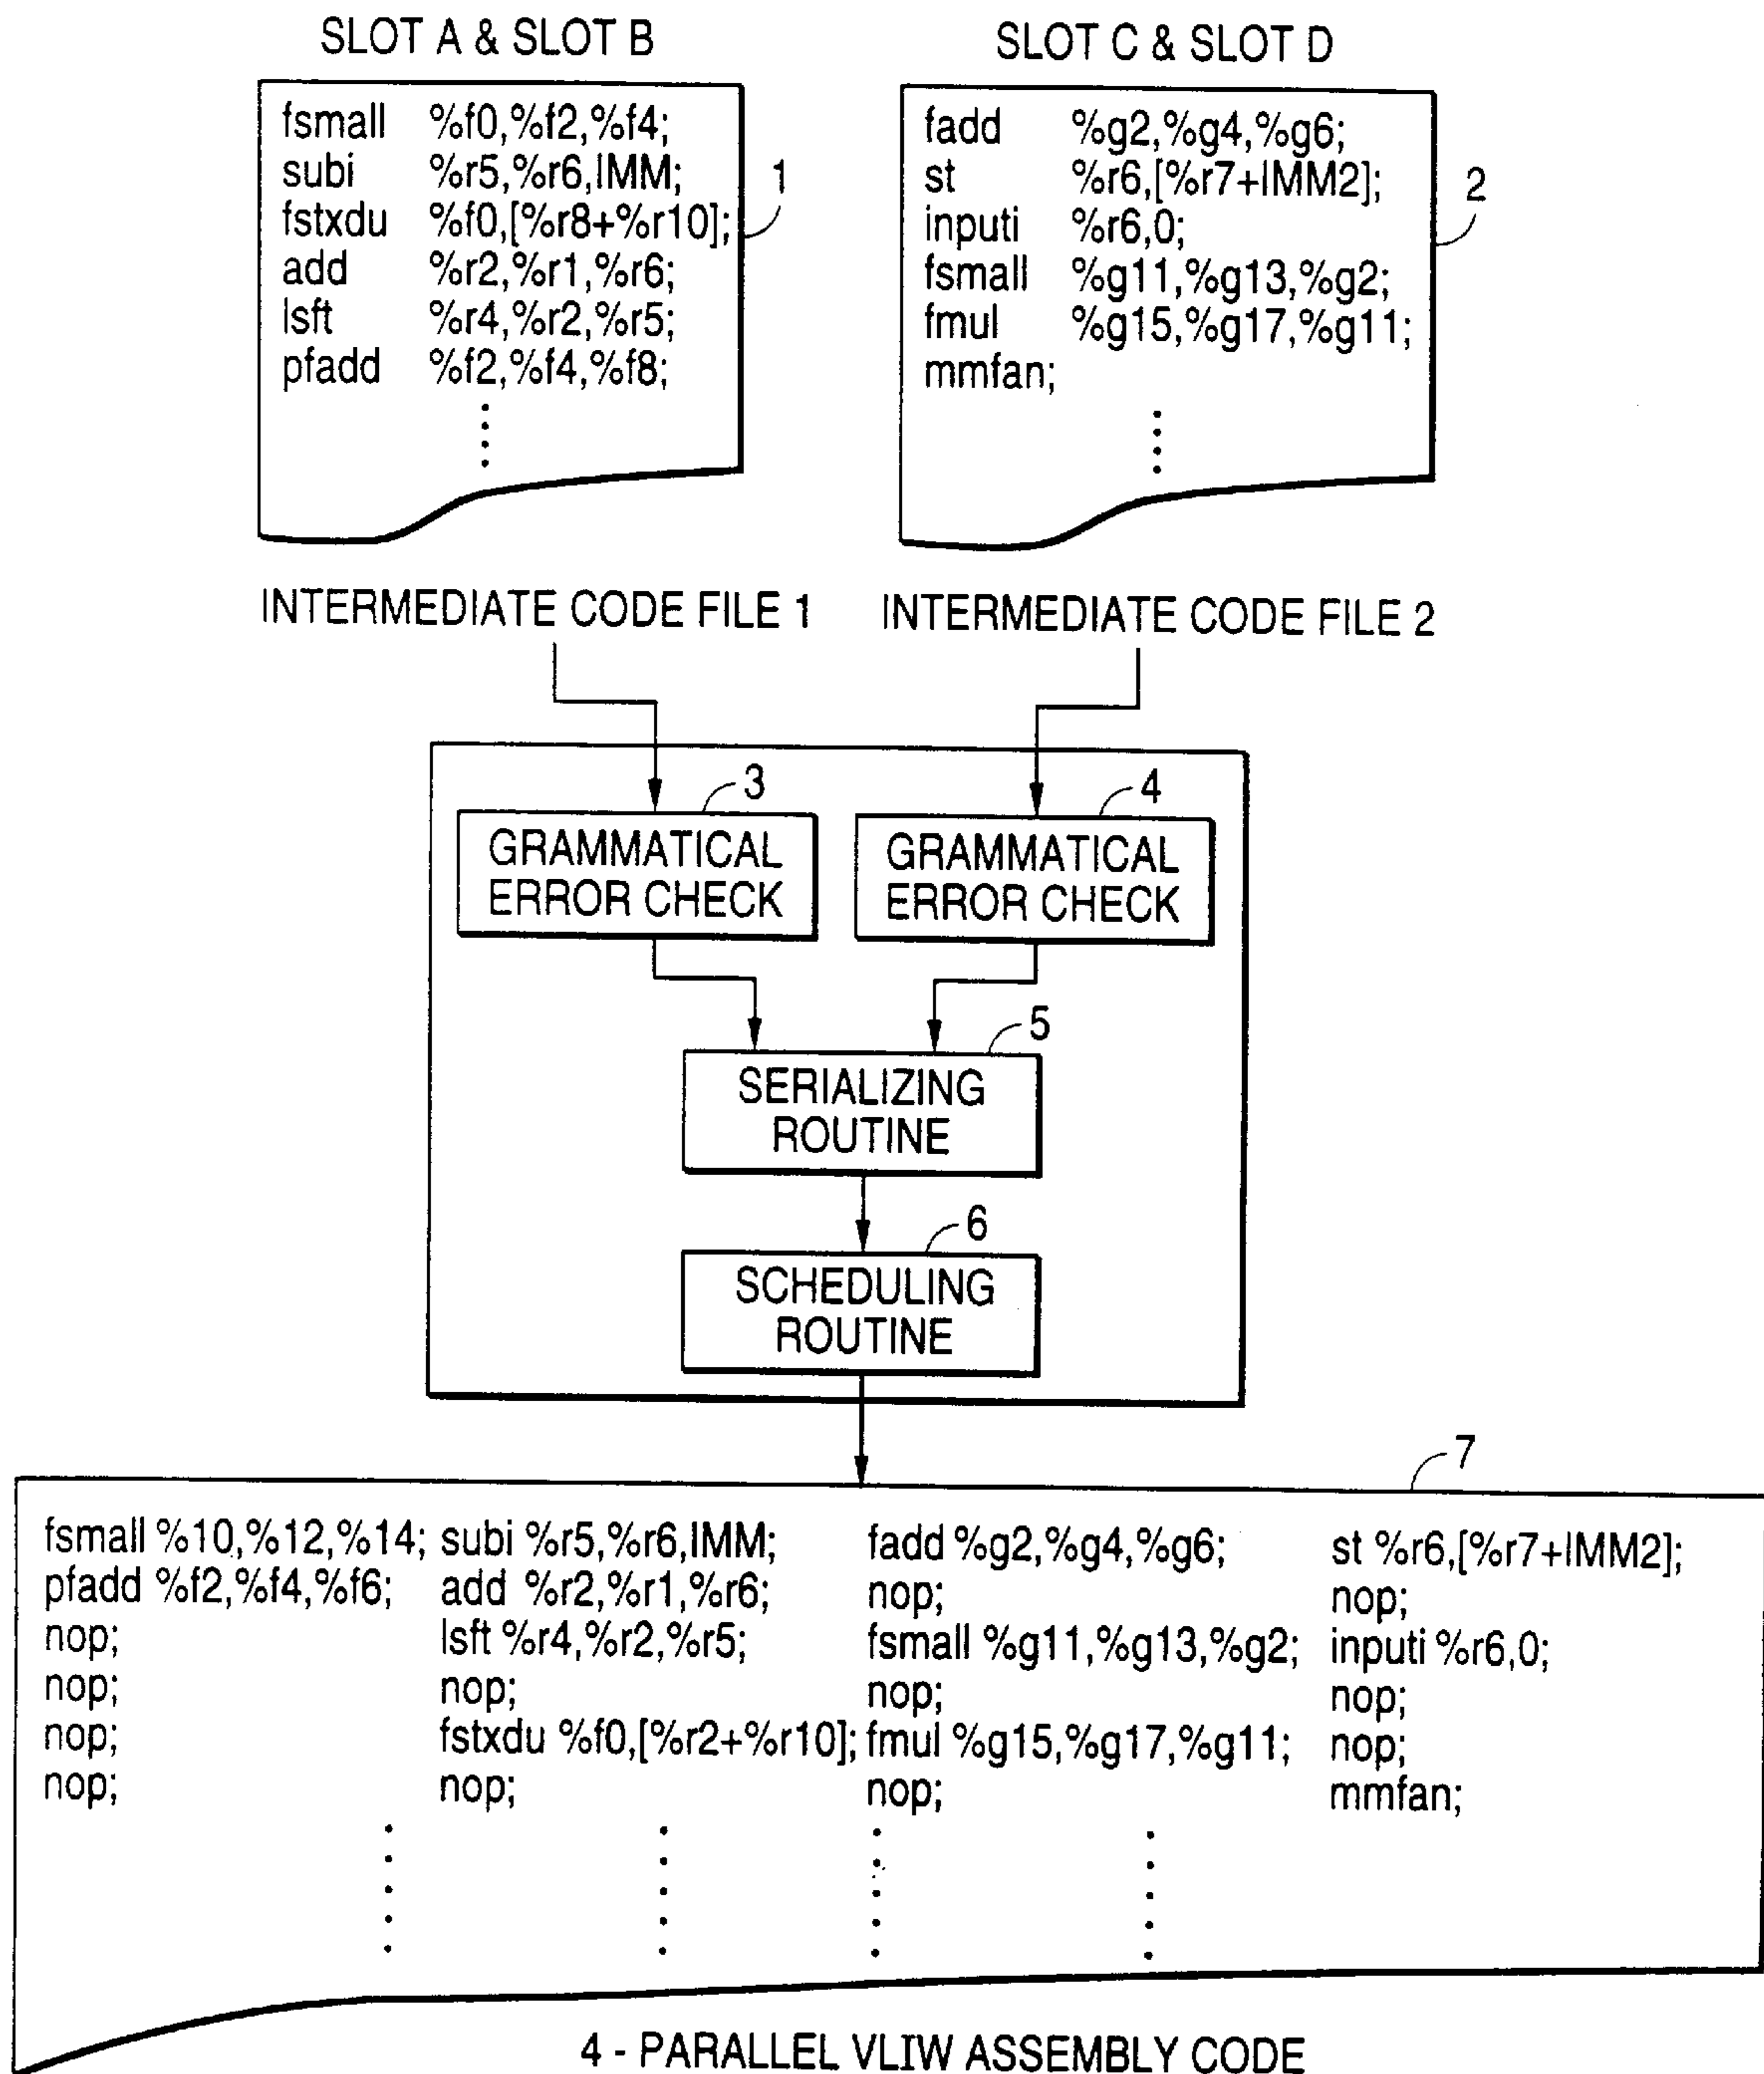 SLOT A & SLOT B
fsmall %f0,%f2,%f4;
subi %r5,%r6,IMM;
fstxdu %f0,[%r8+%r10];
add %r2,%r1,%r6;
lsft %r4,%r2,%r5;
pfadd %f2,%f4,%f8;
1
INTERMEDIATE CODE FILE 1
SLOT C & SLOT D
fadd %g2,%g4,%g6;
st %r6,[%r7+IMM2];
inputi %r6,0;
fsmall %g11,%g13,%g2;
fmul %g15,%g17,%g11;
mmfan;
2
INTERMEDIATE CODE FILE 2
3
GRAMMATICAL
ERROR CHECK
4
GRAMMATICAL
ERROR CHECK
5
SERIALIZING
ROUTINE
6
SCHEDULING
ROUTINE
7
fsmall %10,%12,%14; subi %r5,%r6,IMM; fadd %g2,%g4,%g6; st %r6,[%r7+IMM2];
pfadd %f2,%f4,%f6; add %r2,%r1,%r6; nop; nop;
nop; lsft %r4,%r2,%r5; fsmall %g11,%g13,%g2; inputi %r6,0;
nop; nop; nop; nop;
nop; fstxdu %f0,[%r2+%r10]; fmul %g15,%g17,%g11; nop;
nop; nop; nop; mmfan;
4 - PARALLEL VLIW ASSEMBLY CODE